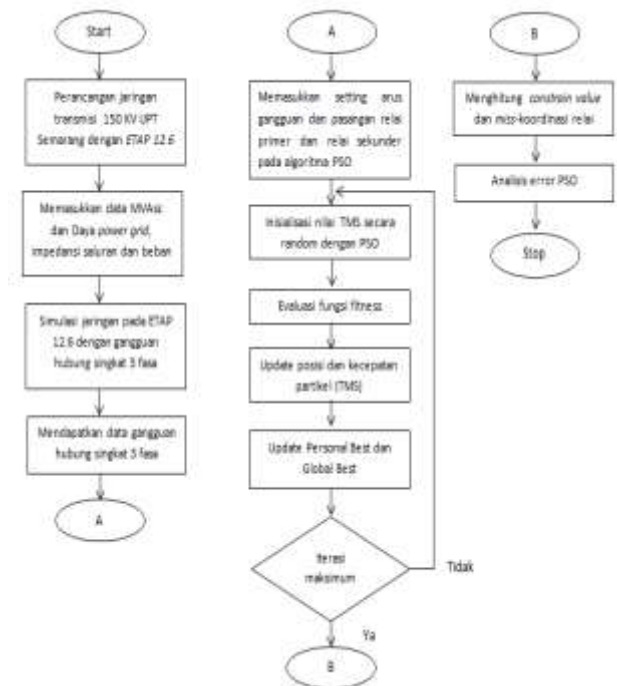 Start
Perancangan jaringan
transmisi 150 KV UPT
Semarang dengan ETAP 12.6
Memasukkan data MVAsc
dan Daya power grid,
impedansi saluran dan beban
Simulasi jaringan pada ETAP
12.6 dengan gangguan
hubung singkat 3 fasa
Mendapatkan data gangguan
hubung singkat 3 fasa
A
A
Memasukkan setting arus
gangguan dan pasangan relai
primer dan relai sekunder
pada algoritma PSO
Inisialisasi nilai TMS secara
random dengan PSO
Evaluasi fungsi fitness
Update posisi dan kecepatan
partikel (TMS)
Update Personal Best dan
Global Best
Iterasi
maksimum
Tidak
Ya
B
B
Menghitung constrain value
dan miss-koordinasi relai
Analisis error PSO
Stop